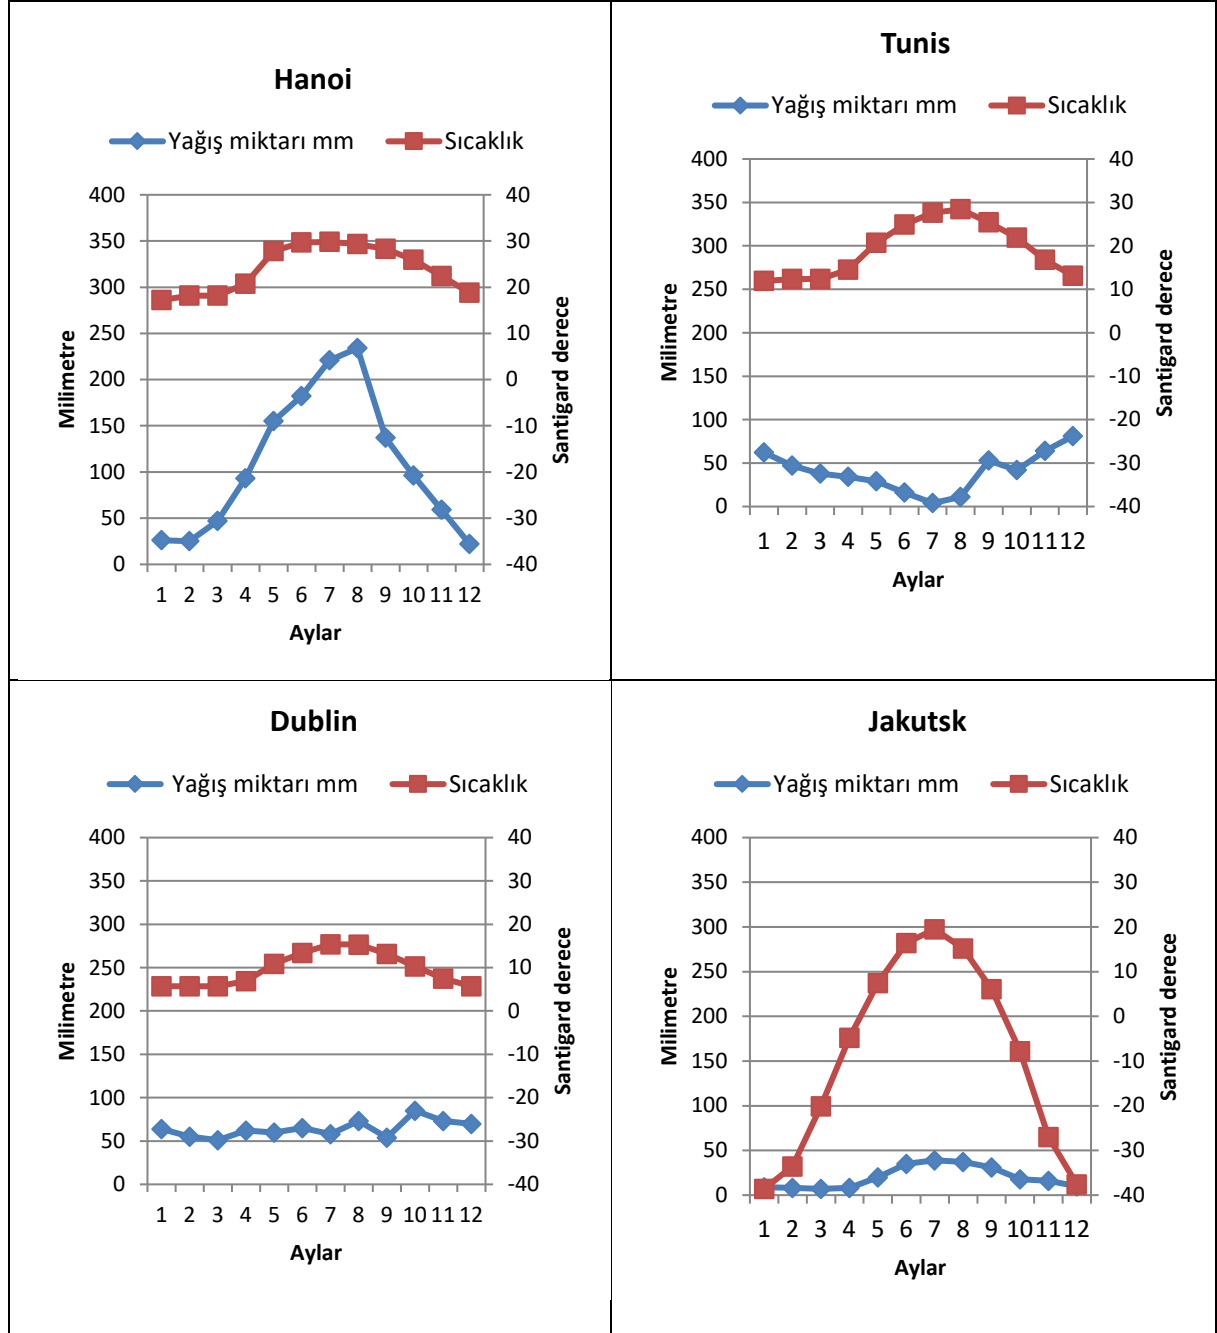 Hanoi
Yağış miktarı mm Sıcaklık
400 40
350 30
300 20
250 10
200 0
150 -10
100 -20
50 -30
0 -40
1 2 3 4 5 6 7 8 9 10 11 12
Aylar
Milimetre
Santigard derece
Tunis
Yağış miktarı mm Sıcaklık
400 40
350 30
300 20
250 10
200 0
150 -10
100 -20
50 -30
0 -40
1 2 3 4 5 6 7 8 9 10 11 12
Aylar
Milimetre
Santigard derece
Dublin
Yağış miktarı mm Sıcaklık
400 40
350 30
300 20
250 10
200 0
150 -10
100 -20
50 -30
0 -40
1 2 3 4 5 6 7 8 9 10 11 12
Aylar
Milimetre
Santigard derece
Jakutsk
Yağış miktarı mm Sıcaklık
400 40
350 30
300 20
250 10
200 0
150 -10
100 -20
50 -30
0 -40
1 2 3 4 5 6 7 8 9 10 11 12
Aylar
Milimetre
Santigard derece